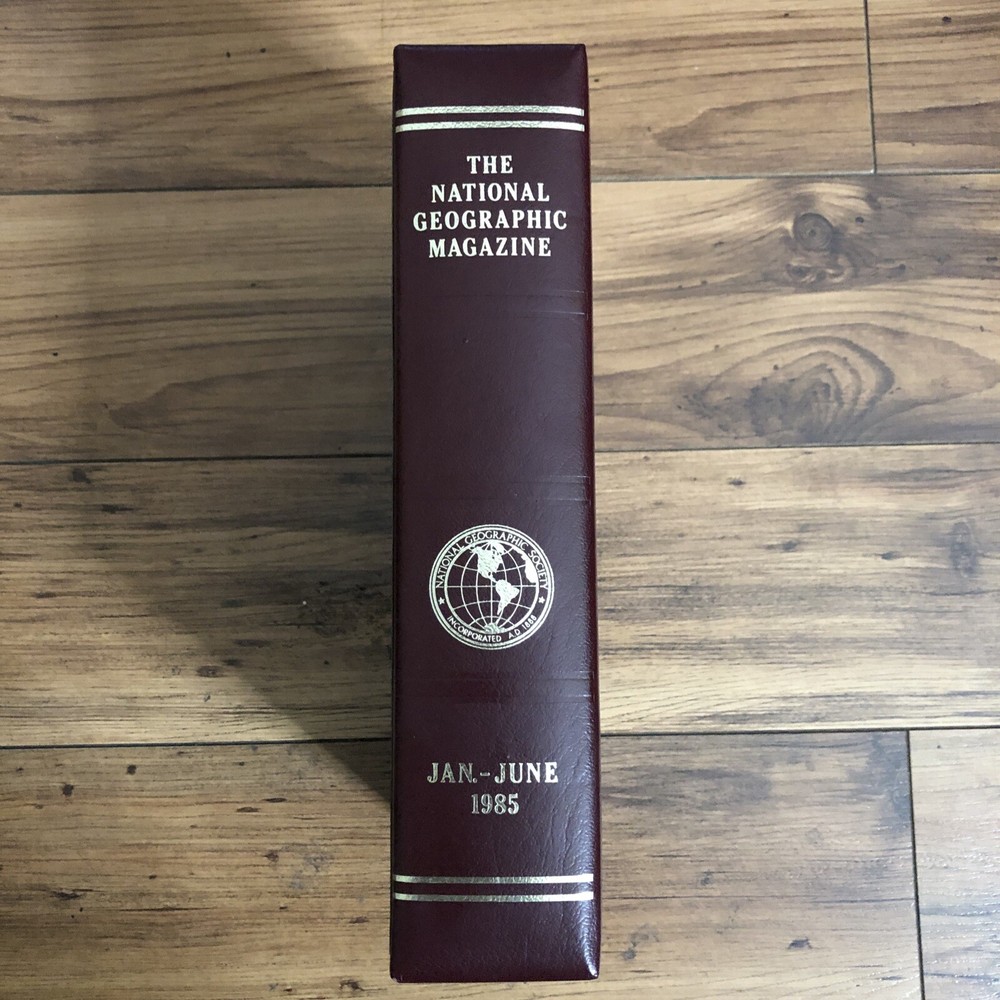 THE
NATIONAL
GEOGRAPHIC
MAGAZINE
NATIONAL GEOGRAPHIC SOCIETY
INCORPORATED A.D. 1888
JAN.-JUNE
1985